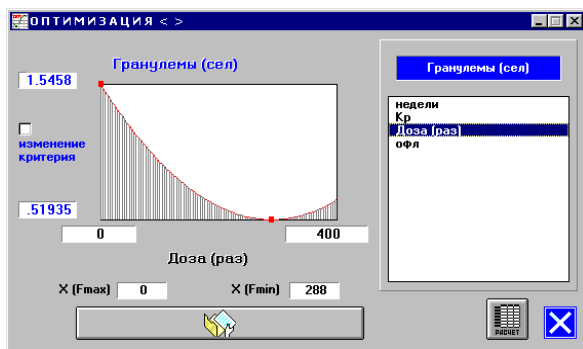 ОПТИМИЗАЦИЯ < >
Гранулемы (сел)
1.5458
изменение
критерия
.51935
0
400
Доза (раз)
X (Fmax)
0
X (Fmin)
288
Гранулемы (сел)
недели
Кр
Доза (раз)
офл
РАСЧЕТ